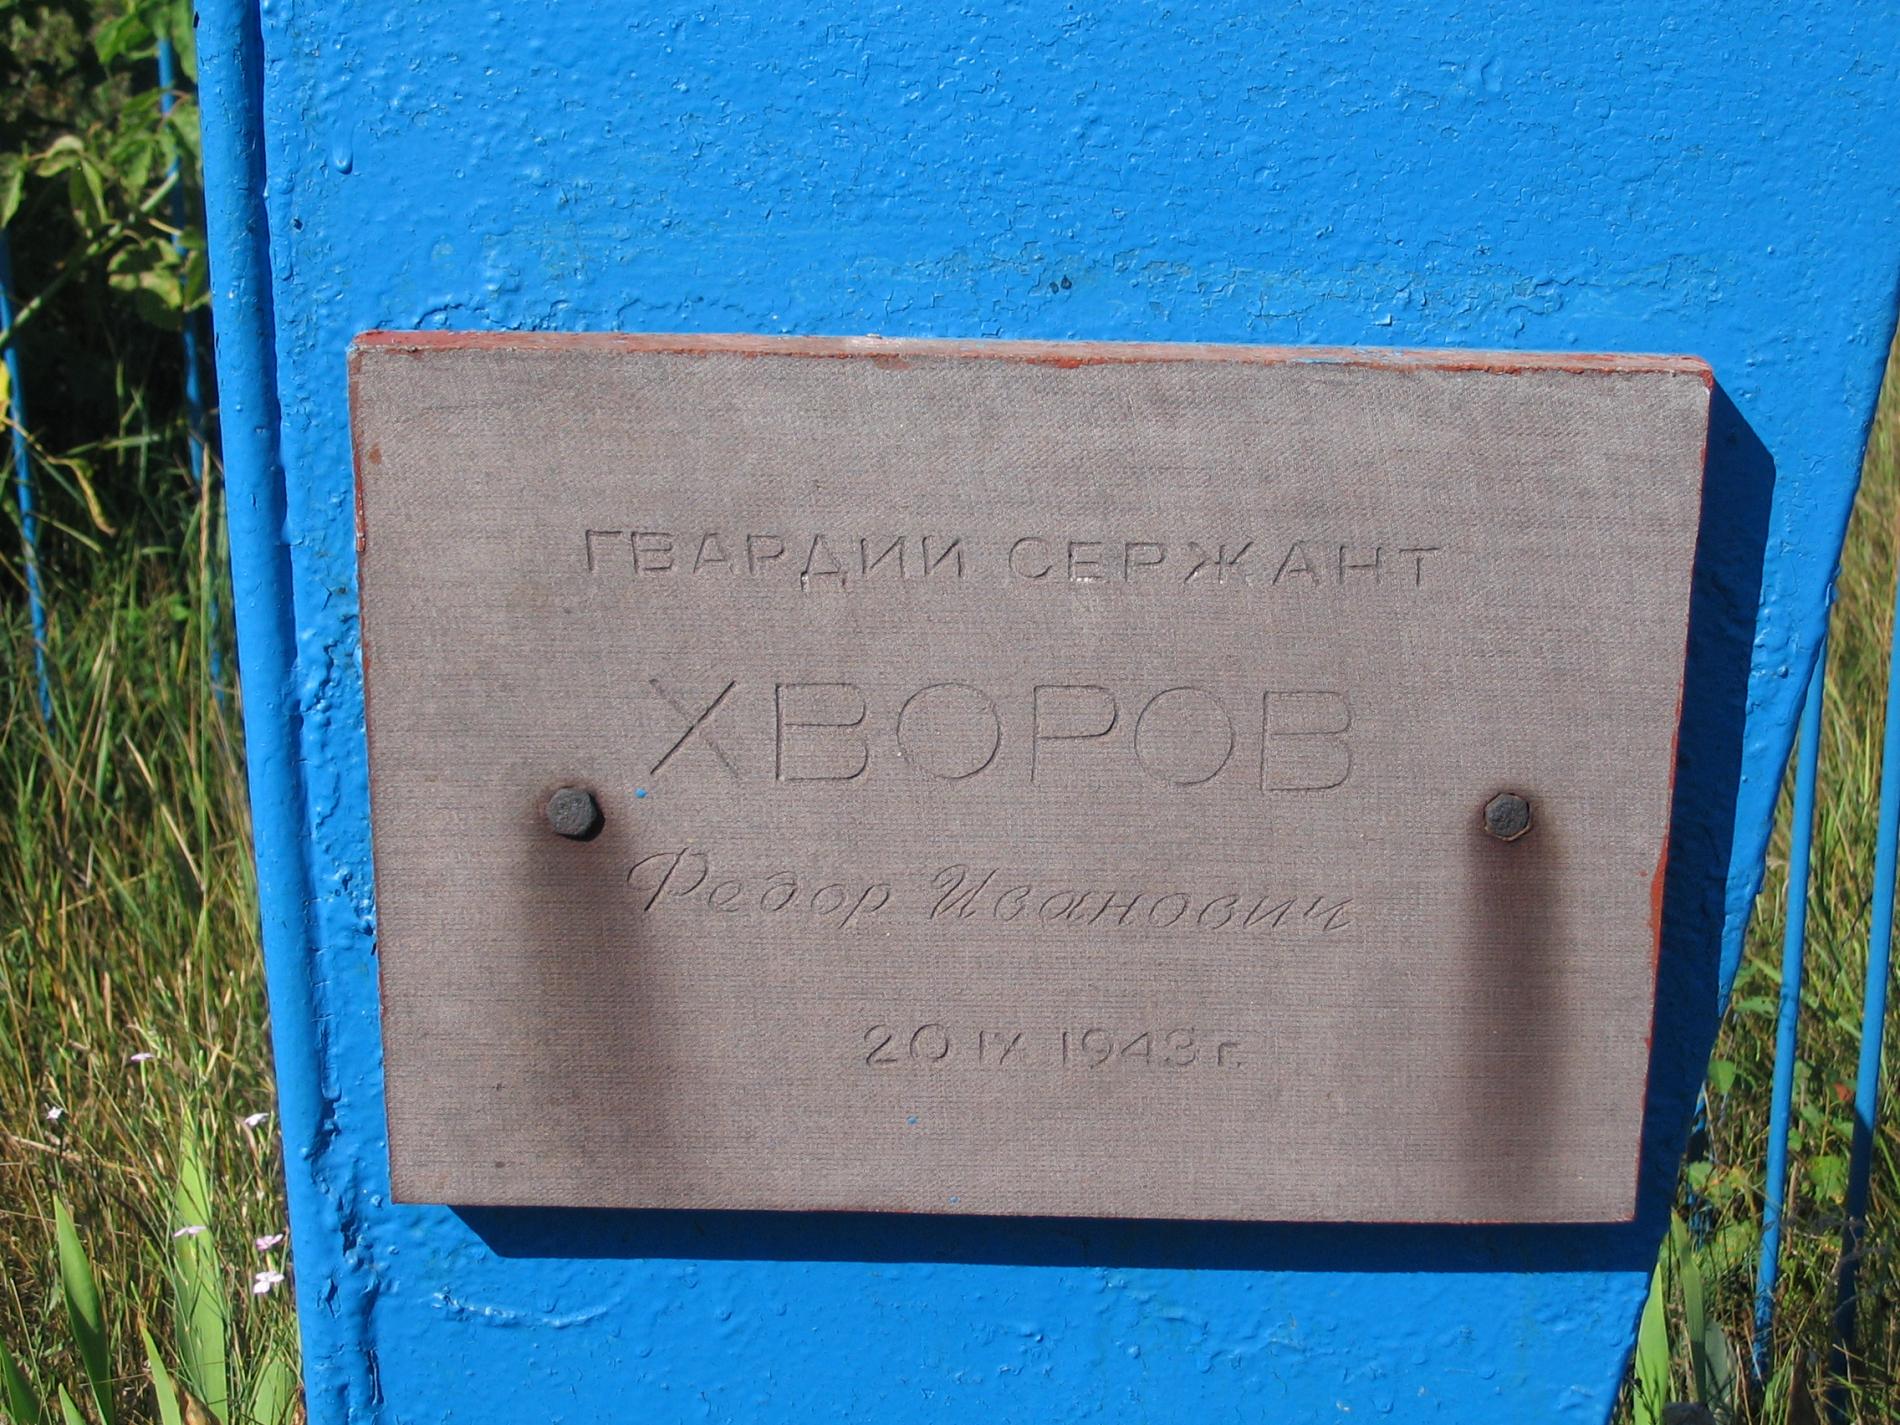 ГВАРДИИ СЕРЖАНТ
ХВОРОВ
Федор Иванович
20 IX 1943 г.